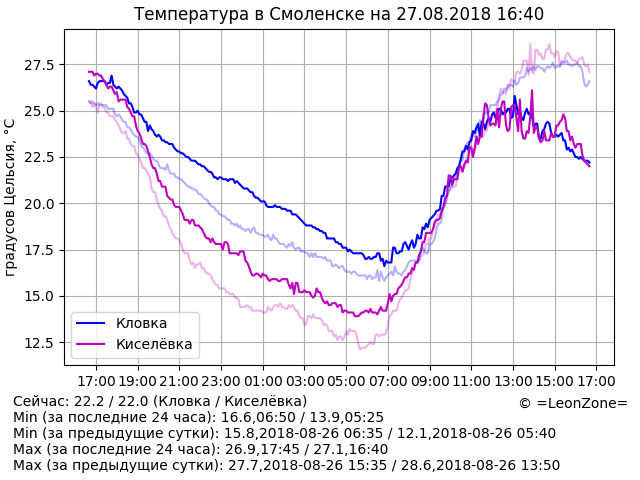 Температура в Смоленске на 27.08.2018 16:40
градусов Цельсия, °C
27.5
25.0
22.5
20.0
17.5
15.0
12.5
Кловка
Киселёвка
17:00 19:00 21:00 23:00 01:00 03:00 05:00 07:00 09:00 11:00 13:00 15:00 17:00
Сейчас: 22.2 / 22.0 (Кловка / Киселёвка)
© =LeonZone=
Min (за последние 24 часа): 16.6,06:50 / 13.9,05:25
Min (за предыдущие сутки): 15.8,2018-08-26 06:35 / 12.1,2018-08-26 05:40
Max (за последние 24 часа): 26.9,17:45 / 27.1,16:40
Max (за предыдущие сутки): 27.7,2018-08-26 15:35 / 28.6,2018-08-26 13:50